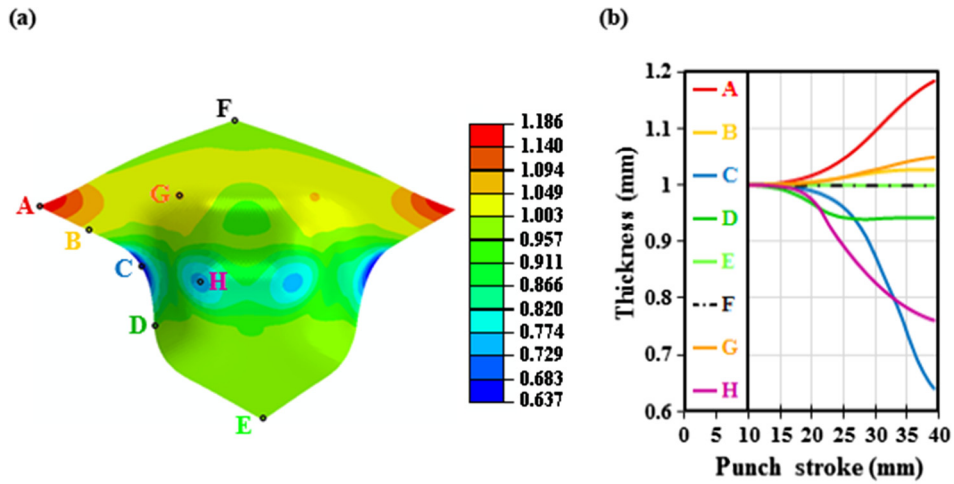 (a)
(b)
F
A
G
B
C
H
D
E
1.186
1.140
1.094
1.049
1.003
0.957
0.911
0.866
0.820
0.774
0.729
0.683
0.637
Thickness (mm)
1.2
1.1
1
0.9
0.8
0.7
0.6
A
B
C
D
E
F
G
H
0 5 10 15 20 25 30 35 40
Punch stroke (mm)